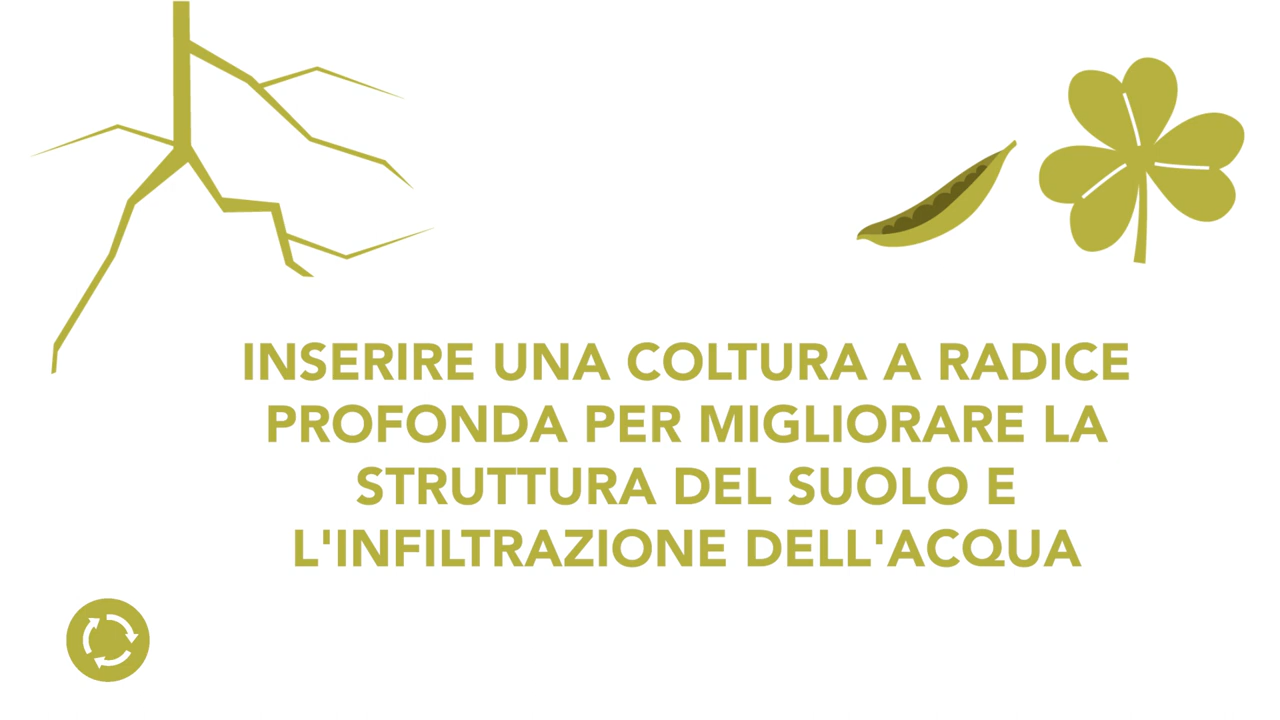 INSERIRE UNA COLTURA A RADICE
PROFONDA PER MIGLIORARE LA
STRUTTURA DEL SUOLO E
L'INFILTRAZIONE DELL'ACQUA